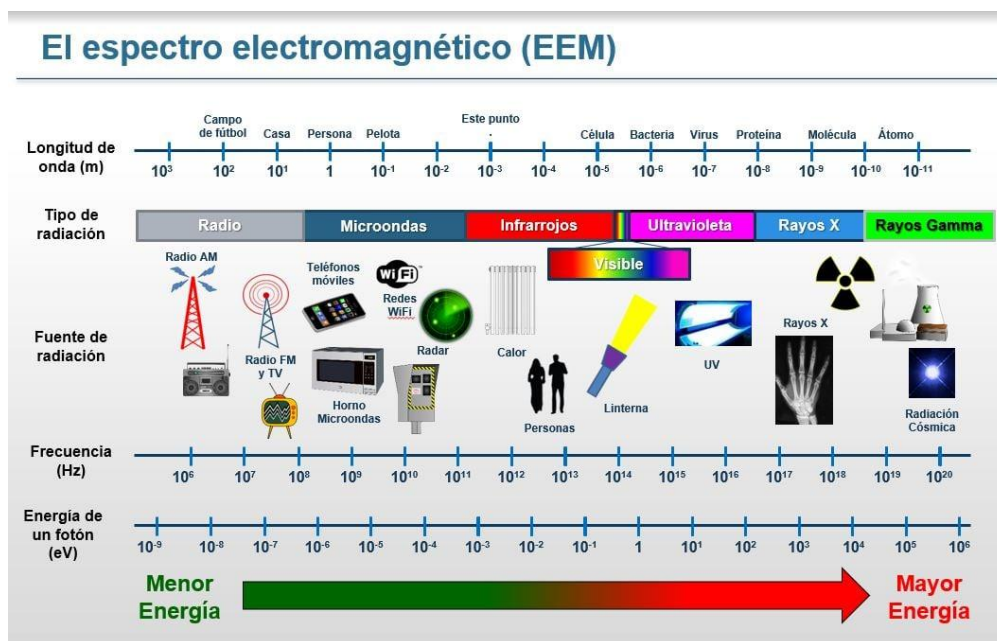 El espectro electromagnético (EEM)
Longitud de
onda (m)
Campo
de fútbol
Casa
Persona
Pelota
Este punto
.
Célula
Bacteria
Virus
Proteína
Molécula
Átomo
10³ 10² 10¹ 1 10⁻¹ 10⁻² 10⁻³ 10⁻⁴ 10⁻⁵ 10⁻⁶ 10⁻⁷ 10⁻⁸ 10⁻⁹ 10⁻¹⁰ 10⁻¹¹
Tipo de
radiación
Radio
Microondas
Infrarrojos
Ultravioleta
Rayos X
Rayos Gamma
Visible
Fuente de
radiación
Radio AM
Radio FM
y TV
Teléfonos
móviles
WiFi
Redes
WiFi
Radar
Horno
Microondas
Calor
Personas
Linterna
UV
Rayos X
Radiación
Cósmica
Frecuencia
(Hz)
10⁶ 10⁷ 10⁸ 10⁹ 10¹⁰ 10¹¹ 10¹² 10¹³ 10¹⁴ 10¹⁵ 10¹⁶ 10¹⁷ 10¹⁸ 10¹⁹ 10²⁰
Energía de
un fotón
(eV)
10⁻⁹ 10⁻⁸ 10⁻⁷ 10⁻⁶ 10⁻⁵ 10⁻⁴ 10⁻³ 10⁻² 10⁻¹ 1 10¹ 10² 10³ 10⁴ 10⁵ 10⁶
Menor
Energía
Mayor
Energía